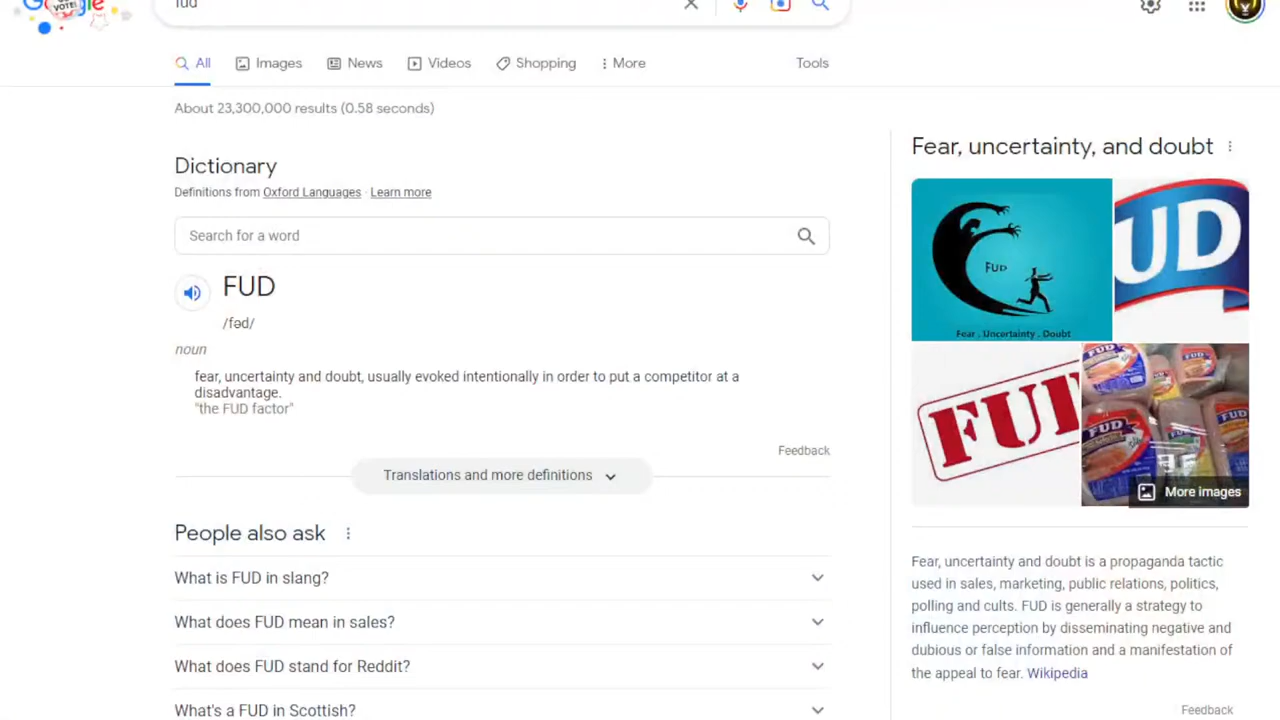 Google
VOTE!
fud
All
Images
News
Videos
Shopping
More
Tools
About 23,300,000 results (0.58 seconds)
Dictionary
Definitions from Oxford Languages · Learn more
Search for a word
FUD
/fəd/
noun
fear, uncertainty and doubt, usually evoked intentionally in order to put a competitor at a
disadvantage.
"the FUD factor"
Feedback
Translations and more definitions
People also ask
What is FUD in slang?
What does FUD mean in sales?
What does FUD stand for Reddit?
What's a FUD in Scottish?
Fear, uncertainty, and doubt
FUD
Fear . Uncertainty . Doubt
FUD
FUD
FUD
FUD
FUD
More images
Fear, uncertainty and doubt is a propaganda tactic
used in sales, marketing, public relations, politics,
polling and cults. FUD is generally a strategy to
influence perception by disseminating negative and
dubious or false information and a manifestation of
the appeal to fear. Wikipedia
Feedback